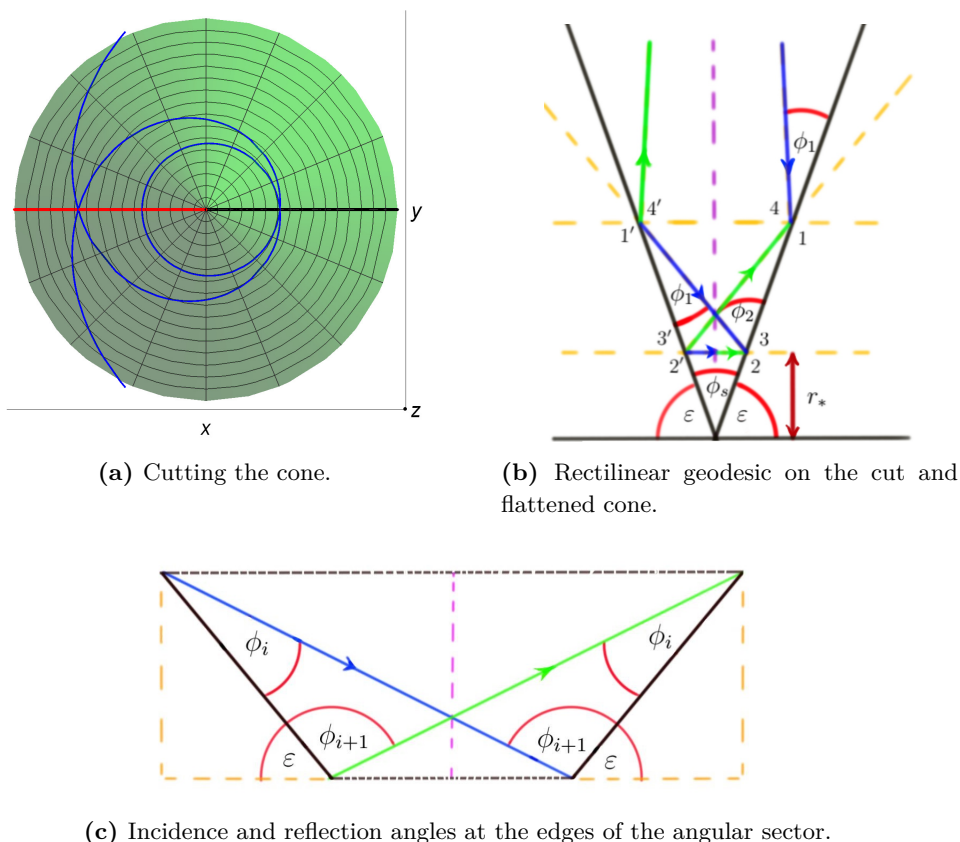 y
z
x
(a) Cutting the cone.
ϕ₁
4′
4
1′
1
ϕ₁
ϕ₂
3′
3
2′
2
ϕₛ
r∗
ε
ε
(b) Rectilinear geodesic on the cut and
flattened cone.
ϕᵢ
ϕᵢ
ϕᵢ₊₁
ϕᵢ₊₁
ε
ε
(c) Incidence and reflection angles at the edges of the angular sector.